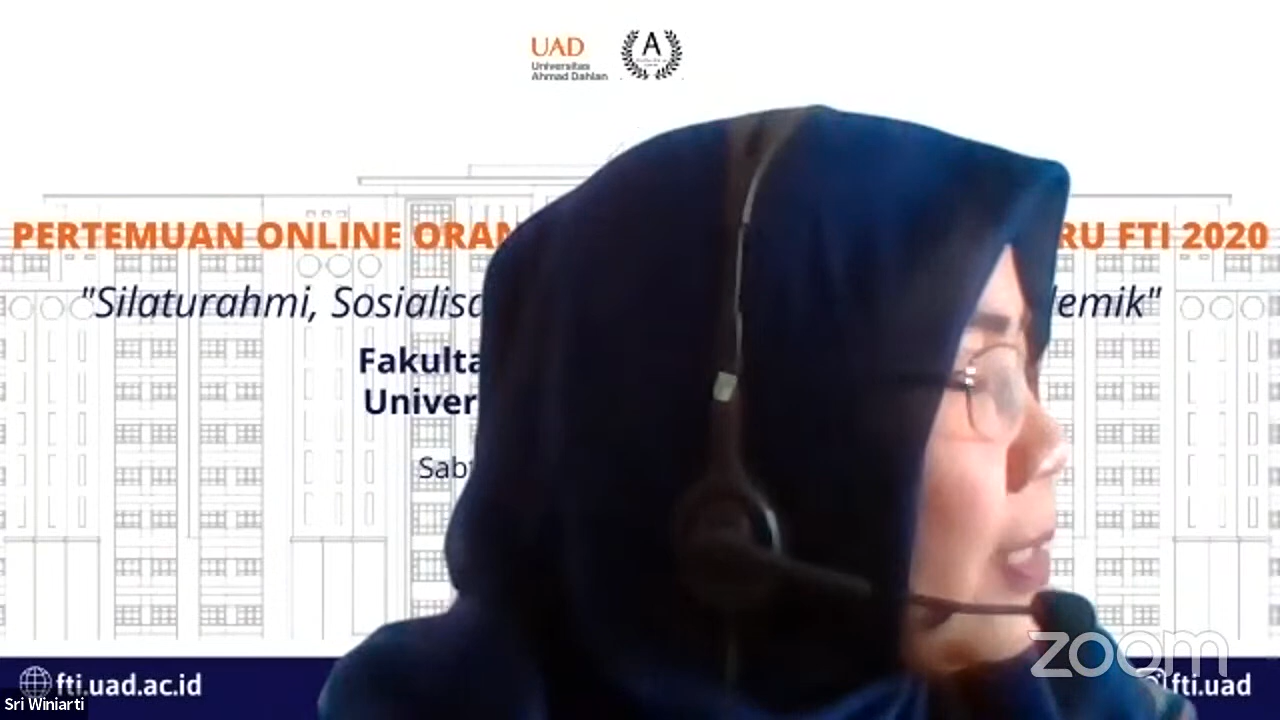 UAD
Universitas
Ahmad Dahlan
A
PERTEMUAN ONLINE ORAN RU FTI 2020
"Silaturahmi, Sosialisa demik"
Fakulta
Univer
Sab
zoom
fti.uad.ac.id
fti.uad
Sri Winiarti